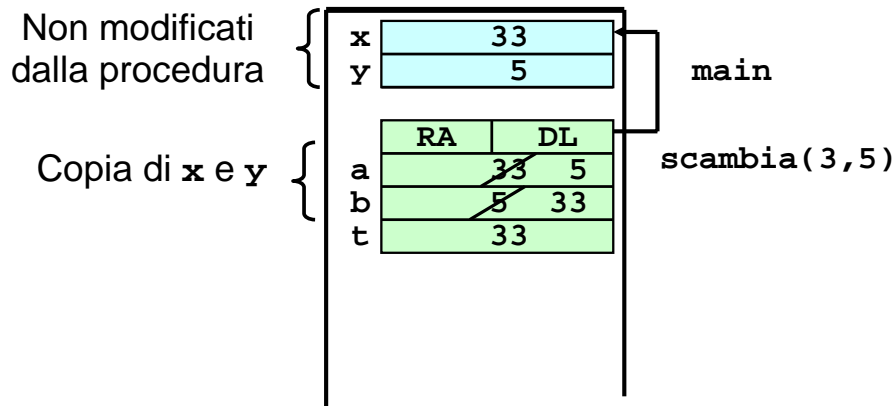 Non modificati
dalla procedura
x 33
y 5
main
RA DL
scambia(3,5)
Copia di x e y
a 33 5
b 5 33
t 33